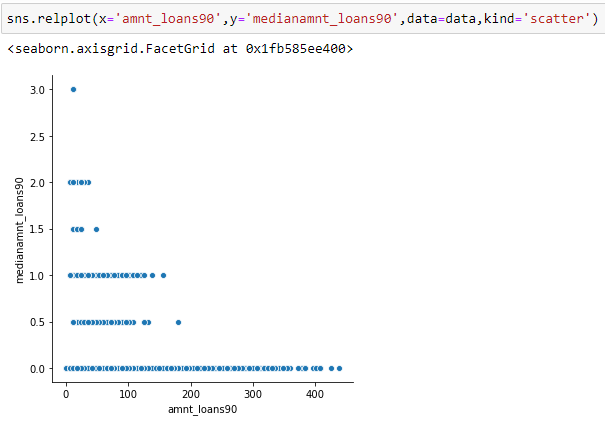 sns.relplot(x='amnt_loans90',y='medianamnt_loans90',data=data,kind='scatter')
<seaborn.axisgrid.FacetGrid at 0x1fb585ee400>
3.0
2.5
2.0
1.5
1.0
0.5
0.0
medianamnt_loans90
0 100 200 300 400
amnt_loans90